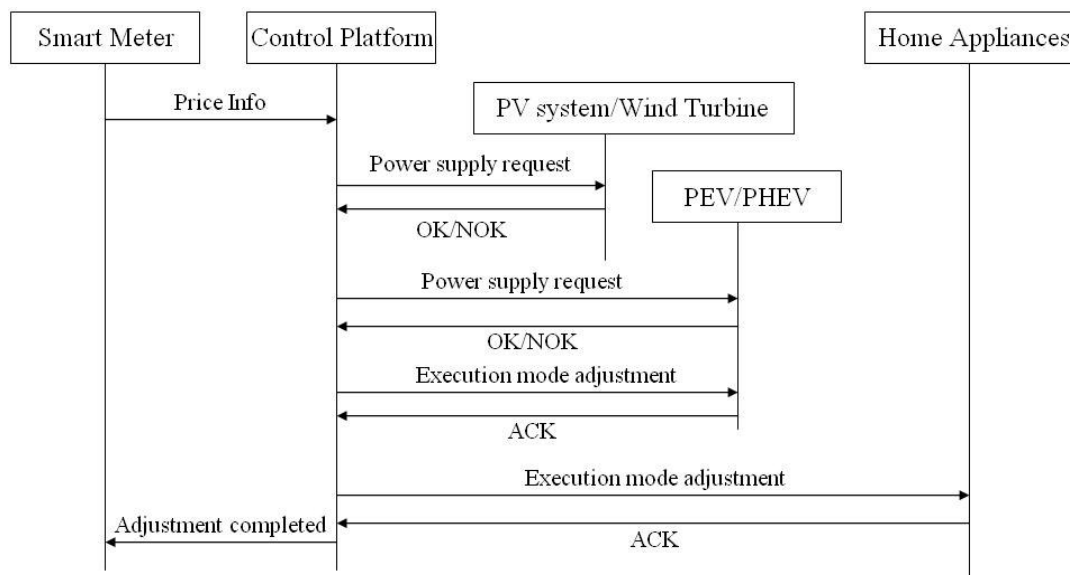 Smart Meter
Control Platform
Home Appliances
Price Info
PV system/Wind Turbine
Power supply request
PEV/PHEV
OK/NOK
Power supply request
OK/NOK
Execution mode adjustment
ACK
Execution mode adjustment
Adjustment completed
ACK